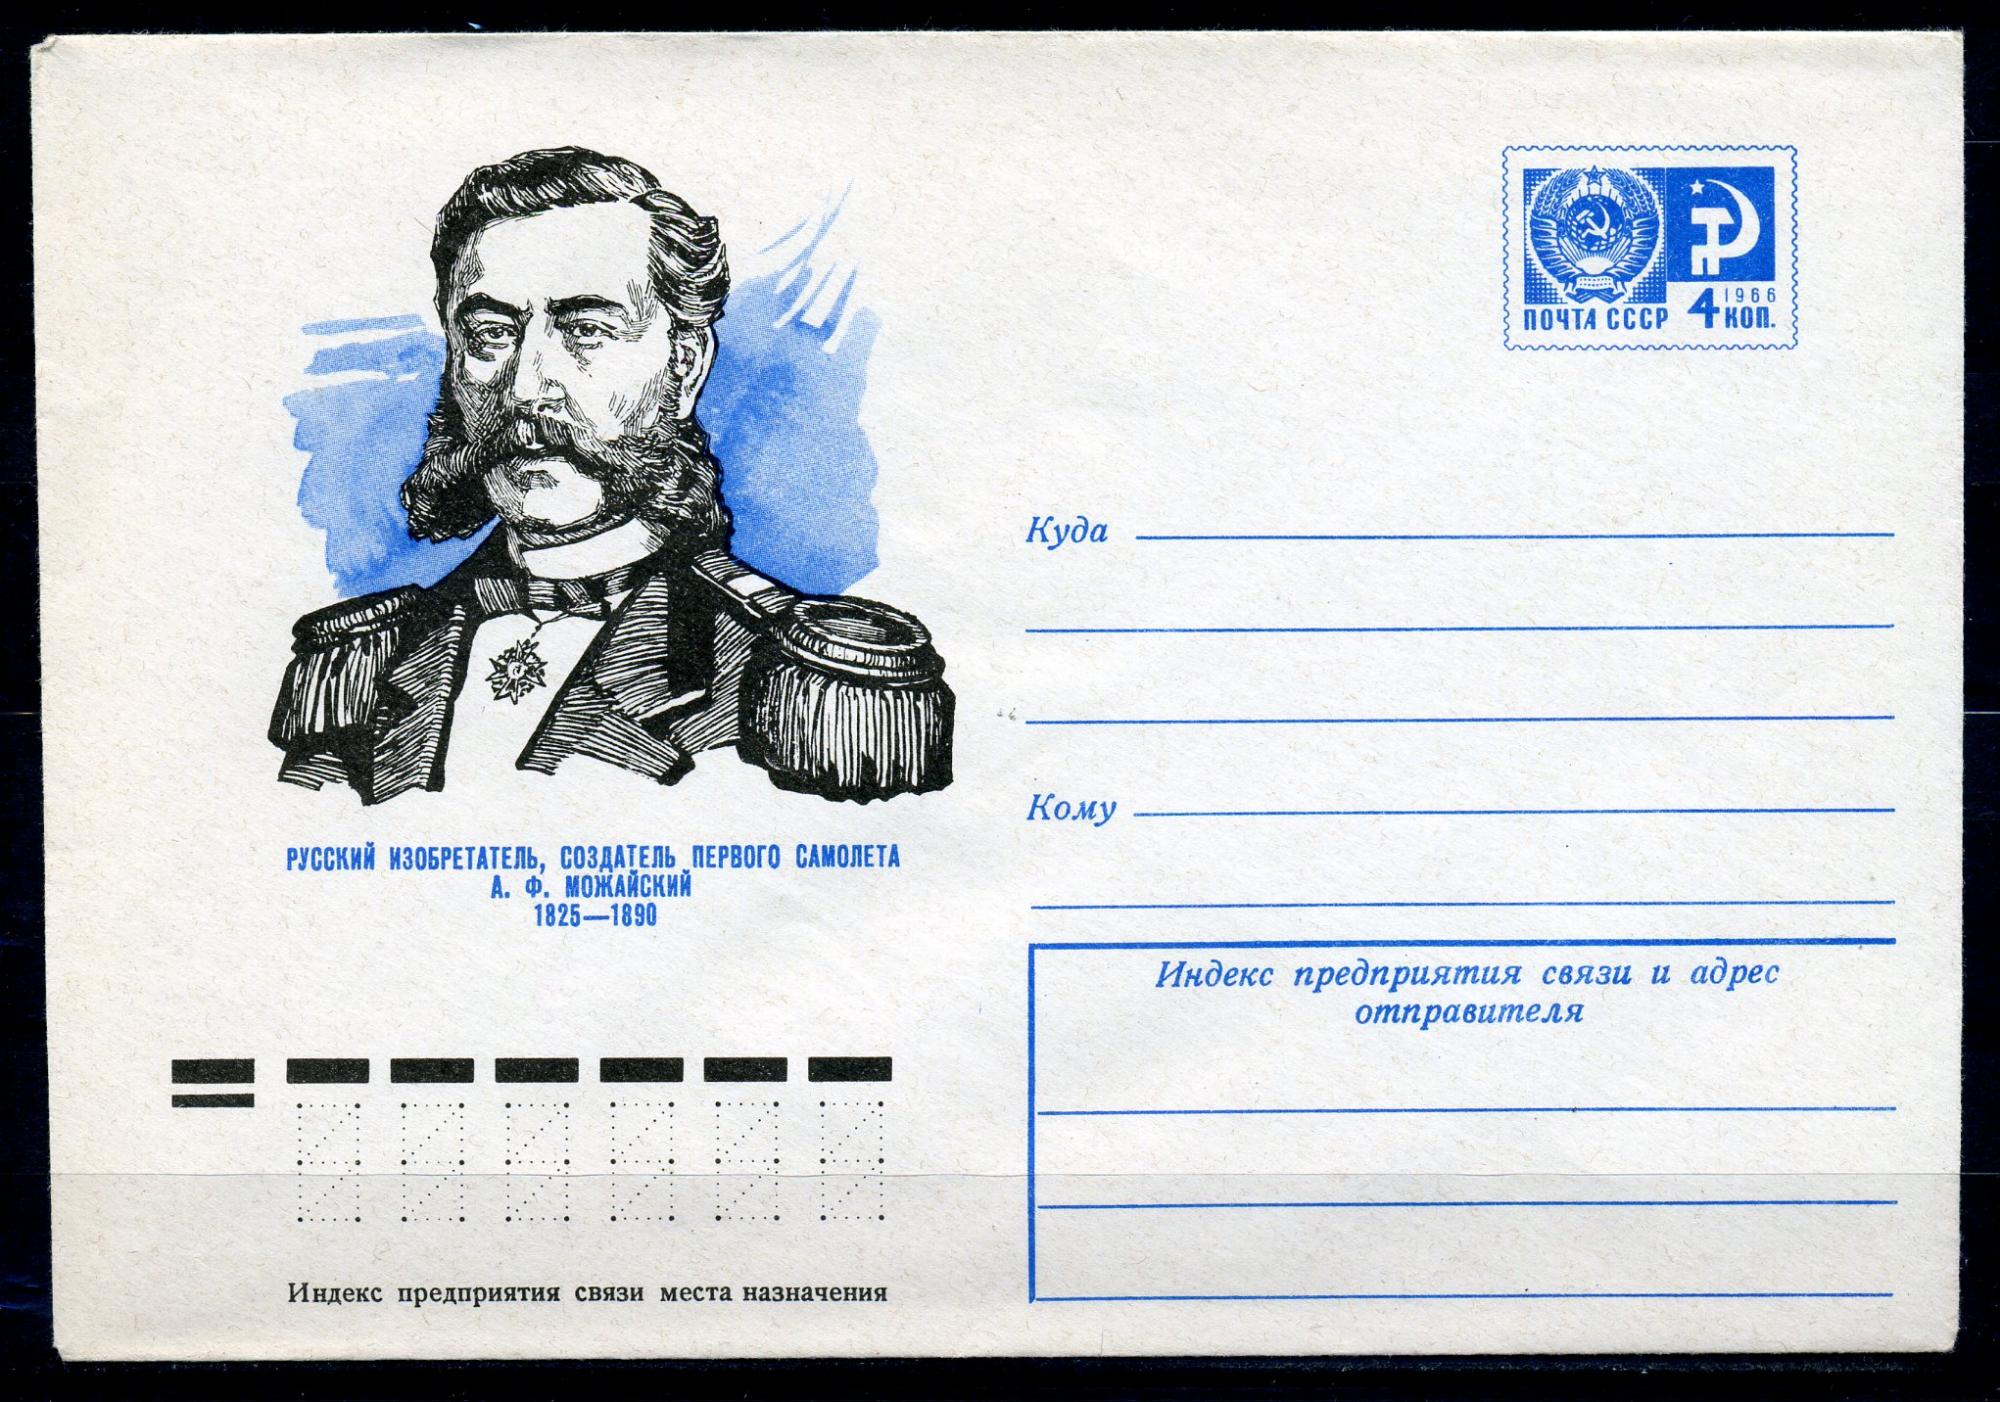 1966
ПОЧТА СССР 4 КОП.
Куда
Кому
РУССКИЙ ИЗОБРЕТАТЕЛЬ, СОЗДАТЕЛЬ ПЕРВОГО САМОЛЕТА
А. Ф. МОЖАЙСКИЙ
1825—1890
Индекс предприятия связи и адрес
отправителя
Индекс предприятия связи места назначения